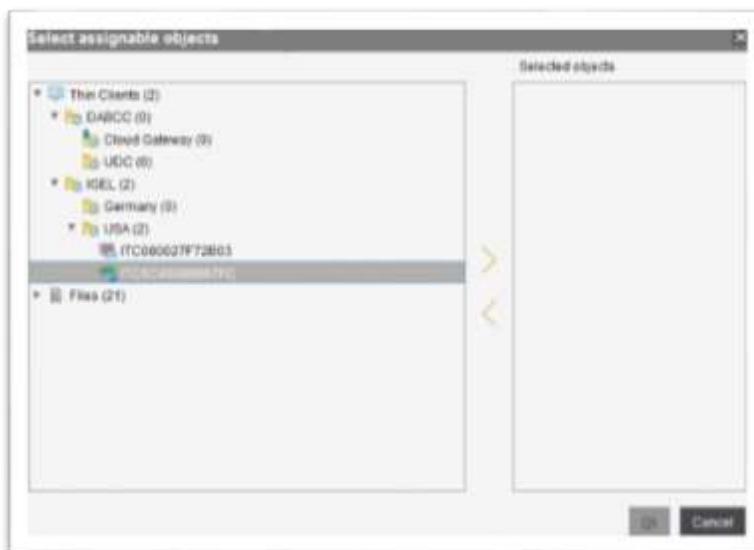 Select assignable objects
Selected objects
Thin Clients (2)
DABCC (0)
Cloud Gateway (0)
UDC (0)
IGEL (2)
Germany (0)
USA (2)
ITC080027F72B03
Files (21)
Cancel